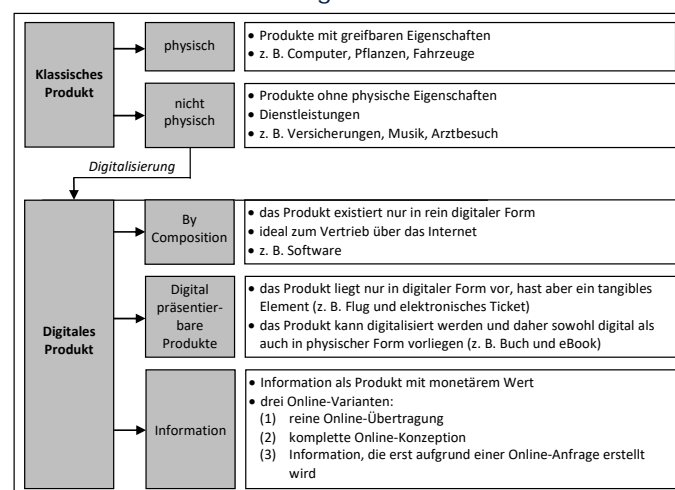 Klassisches
Produkt
physisch
• Produkte mit greifbaren Eigenschaften
• z. B. Computer, Pflanzen, Fahrzeuge
nicht
physisch
• Produkte ohne physische Eigenschaften
• Dienstleistungen
• z. B. Versicherungen, Musik, Arztbesuch
Digitalisierung
Digitales
Produkt
By
Composition
• das Produkt existiert nur in rein digitaler Form
• ideal zum Vertrieb über das Internet
• z. B. Software
Digital
präsentier-
bare
Produkte
• das Produkt liegt nur in digitaler Form vor, hast aber ein tangibles
Element (z. B. Flug und elektronisches Ticket)
• das Produkt kann digitalisiert werden und daher sowohl digital als
auch in physischer Form vorliegen (z. B. Buch und eBook)
Information
• Information als Produkt mit monetärem Wert
• drei Online-Varianten:
(1) reine Online-Übertragung
(2) komplette Online-Konzeption
(3) Information, die erst aufgrund einer Online-Anfrage erstellt
wird